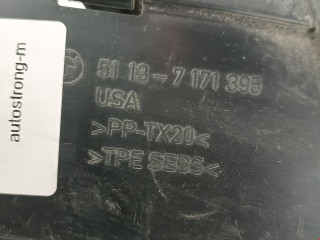 autostrong-m
51 13 - 7 171 395
USA
>PP-TX20<
>TPE SEBS<